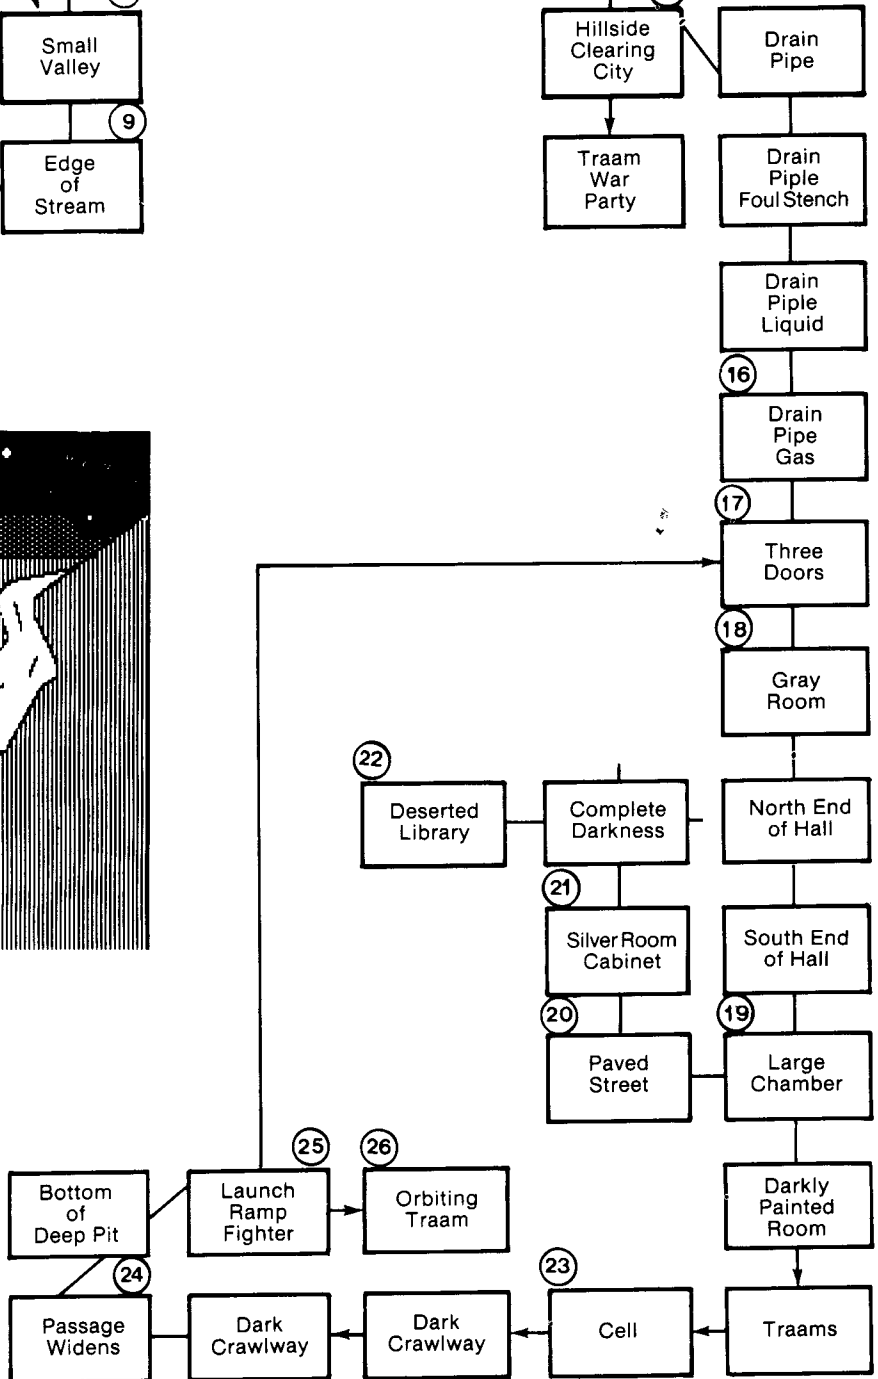 Small
Valley
9
Edge
of
Stream
Hillside
Clearing
City
Drain
Pipe
Traam
War
Party
Drain
Piple
Foul Stench
Drain
Piple
Liquid
16
Drain
Pipe
Gas
17
Three
Doors
18
Gray
Room
22
Deserted
Library
Complete
Darkness
North End
of Hall
21
Silver Room
Cabinet
South End
of Hall
20
Paved
Street
19
Large
Chamber
Bottom
of
Deep Pit
25
Launch
Ramp
Fighter
26
Orbiting
Traam
Darkly
Painted
Room
24
Passage
Widens
Dark
Crawlway
Dark
Crawlway
23
Cell
Traams